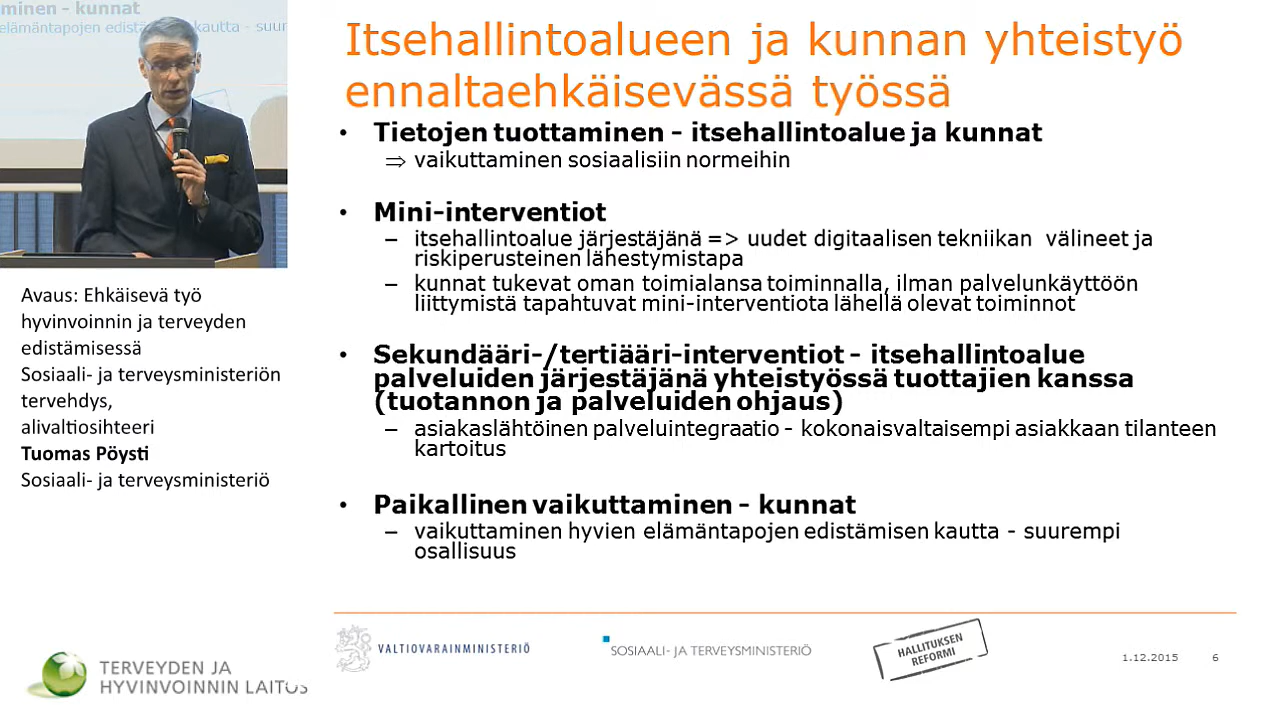 minen - kunnat
elämäntapojen edist kautta - suur
Itsehallintoalueen ja kunnan yhteistyö
ennaltaehkäisevässä työssä
• Tietojen tuottaminen - itsehallintoalue ja kunnat
⇒ vaikuttaminen sosiaalisiin normeihin
• Mini-interventiot
– itsehallintoalue järjestäjänä => uudet digitaalisen tekniikan välineet ja
riskiperusteinen lähestymistapa
– kunnat tukevat oman toimialansa toiminnalla, ilman palvelunkäyttöön
liittymistä tapahtuvat mini-interventiota lähellä olevat toiminnot
• Sekundääri-/tertiääri-interventiot - itsehallintoalue
palveluiden järjestäjänä yhteistyössä tuottajien kanssa
(tuotannon ja palveluiden ohjaus)
– asiakaslähtöinen palveluintegraatio - kokonaisvaltaisempi asiakkaan tilanteen
kartoitus
• Paikallinen vaikuttaminen - kunnat
– vaikuttaminen hyvien elämäntapojen edistämisen kautta - suurempi
osallisuus
Avaus: Ehkäisevä työ
hyvinvoinnin ja terveyden
edistämisessä
Sosiaali- ja terveysministeriön
tervehdys,
alivaltiosihteeri
Tuomas Pöysti
Sosiaali- ja terveysministeriö
TERVEYDEN JA
HYVINVOINNIN LAITOS
VALTIOVARAINMINISTERIÖ
SOSIAALI- JA TERVEYSMINISTERIÖ
HALLITUKSEN
REFORMI
1.12.2015 6